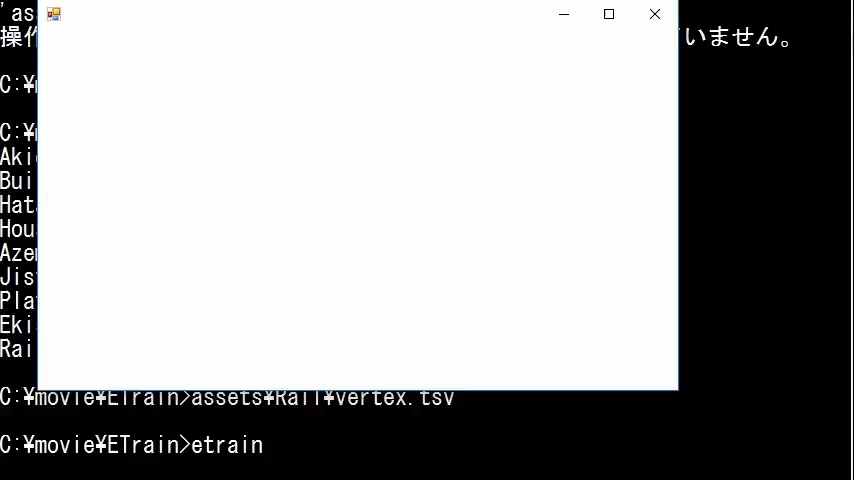 'as
操作 いません。
C:¥
C:¥
Aki
Bui
Hat
Hou
Aze
Jis
Pla
Eki
Rai
C:¥movie¥ETrain>assets¥Rail¥vertex.tsv
C:¥movie¥ETrain>etrain